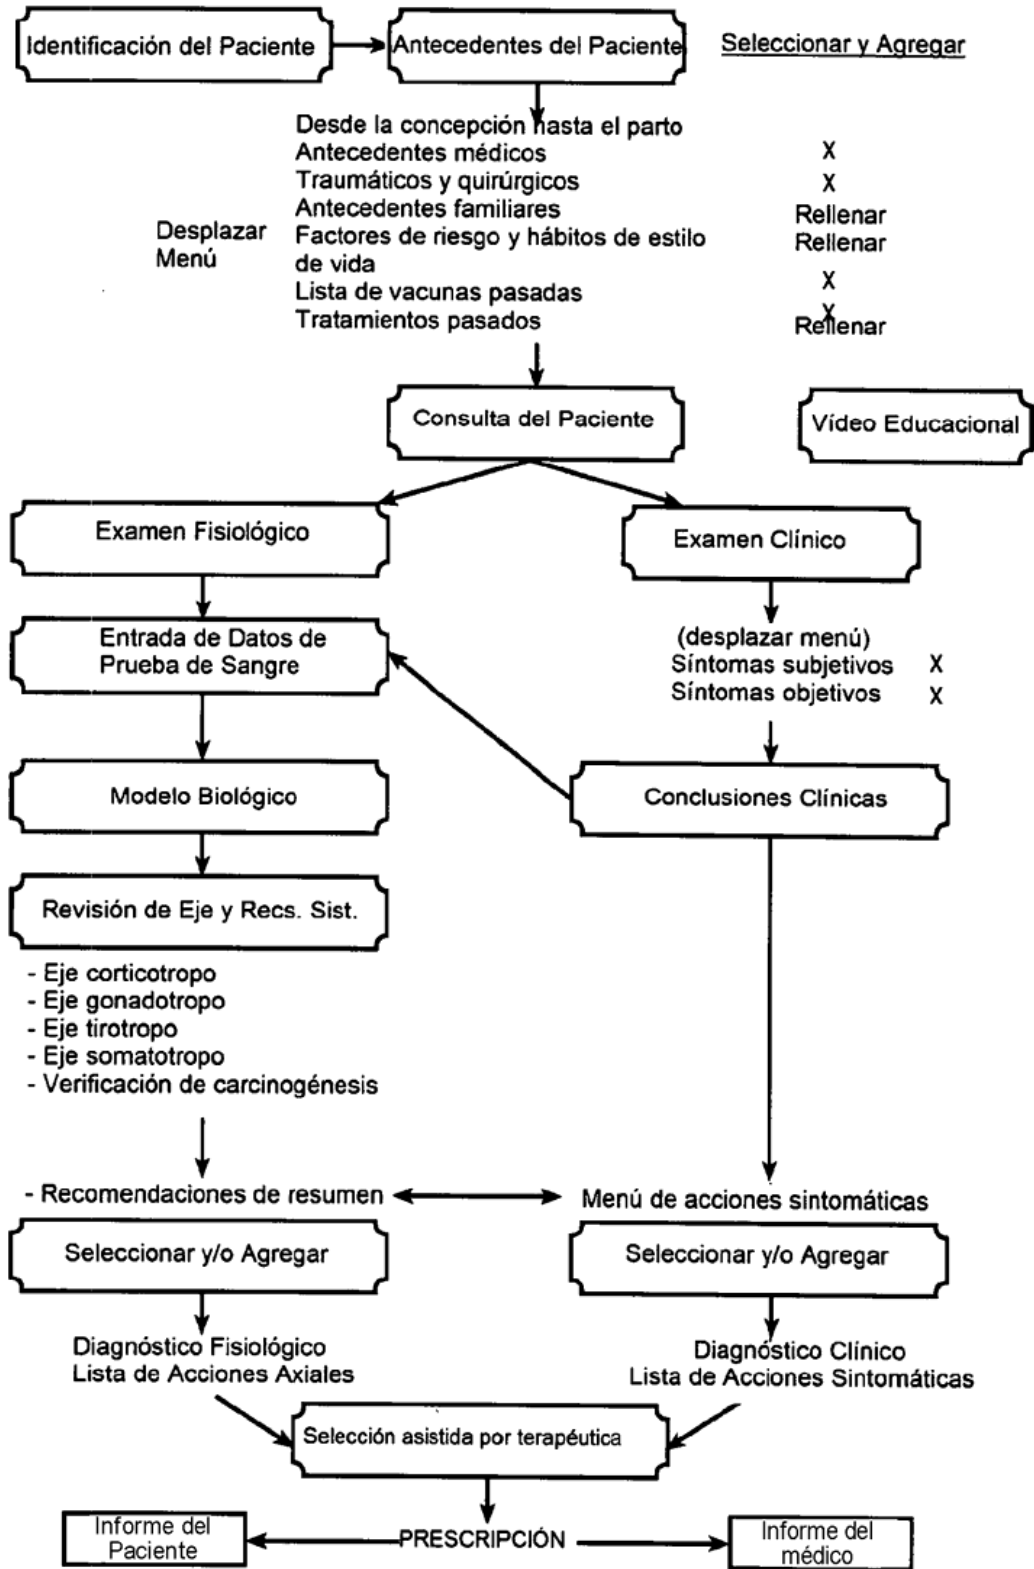 Identificación del Paciente
Antecedentes del Paciente
Seleccionar y Agregar
Desde la concepción hasta el parto
Antecedentes médicos X
Traumáticos y quirúrgicos X
Antecedentes familiares Rellenar
Desplazar
Menú
Factores de riesgo y hábitos de estilo Rellenar
de vida
X
Lista de vacunas pasadas
X
Tratamientos pasados Rellenar
Consulta del Paciente
Vídeo Educacional
Examen Fisiológico
Examen Clínico
Entrada de Datos de
Prueba de Sangre
(desplazar menú)
Síntomas subjetivos X
Síntomas objetivos X
Modelo Biológico
Conclusiones Clínicas
Revisión de Eje y Recs. Sist.
- Eje corticotropo
- Eje gonadotropo
- Eje tirotropo
- Eje somatotropo
- Verificación de carcinogénesis
- Recomendaciones de resumen
Menú de acciones sintomáticas
Seleccionar y/o Agregar
Seleccionar y/o Agregar
Diagnóstico Fisiológico
Lista de Acciones Axiales
Diagnóstico Clínico
Lista de Acciones Sintomáticas
Selección asistida por terapéutica
PRESCRIPCIÓN
Informe del
Paciente
Informe del
médico